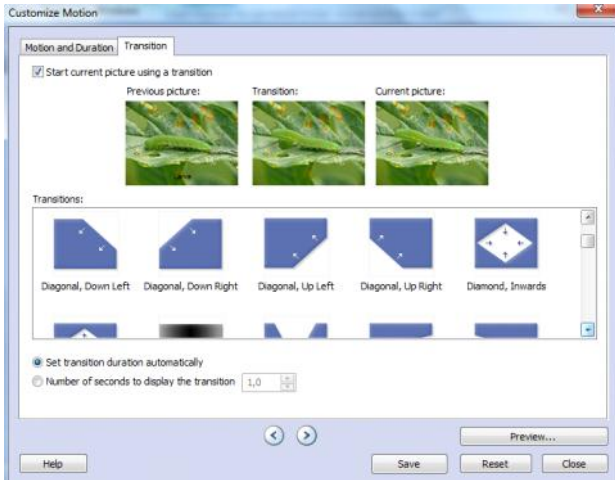 Customize Motion
Motion and Duration Transition
Start current picture using a transition
Previous picture: Transition: Current picture:
Transitions:
Diagonal, Down Left Diagonal, Down Right Diagonal, Up Left Diagonal, Up Right Diamond, Inwards
Set transition duration automatically
Number of seconds to display the transition 1,0
Preview...
Help Save Reset Close